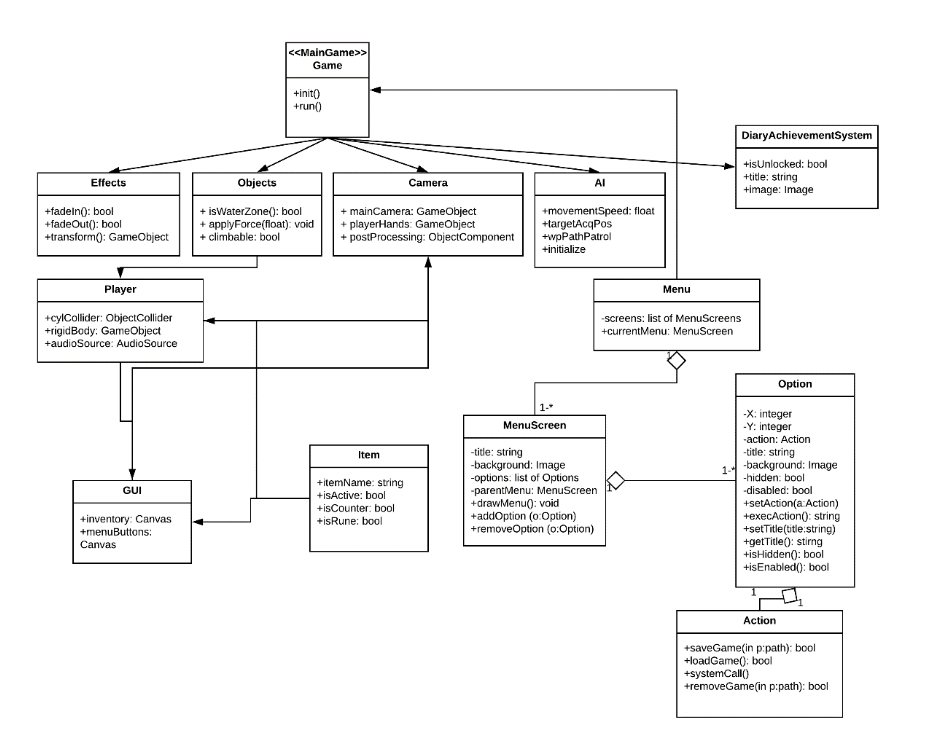 <<MainGame>>
Game
+init()
+run()
DiaryAchievementSystem
+isUnlocked: bool
+title: string
+image: Image
Effects
+fadeIn(): bool
+fadeOut(): bool
+transform(): GameObject
Objects
+ isWaterZone(): bool
+ applyForce(float): void
+ climbable: bool
Camera
+ mainCamera: GameObject
+ playerHands: GameObject
+ postProcessing: ObjectComponent
AI
+movementSpeed: float
+targetAcqPos
+wpPathPatrol
+initialize
Player
+cylCollider: ObjectCollider
+rigidBody: GameObject
+audioSource: AudioSource
Menu
-screens: list of MenuScreens
+currentMenu: MenuScreen
1
1-*
MenuScreen
-title: string
-background: Image
-options: list of Options
-parentMenu: MenuScreen
+drawMenu(): void
+addOption (o:Option)
+removeOption (o:Option)
1
1-*
Option
-X: integer
-Y: integer
-action: Action
-title: string
-background: Image
-hidden: bool
-disabled: bool
+setAction(a:Action)
+execAction(): string
+setTitle(title:string)
+getTitle(): stirng
+isHidden(): bool
+isEnabled(): bool
Item
+itemName: string
+isActive: bool
+isCounter: bool
+isRune: bool
GUI
+inventory: Canvas
+menuButtons:
Canvas
1
1
Action
+saveGame(in p:path): bool
+loadGame(): bool
+systemCall()
+removeGame(in p:path): bool